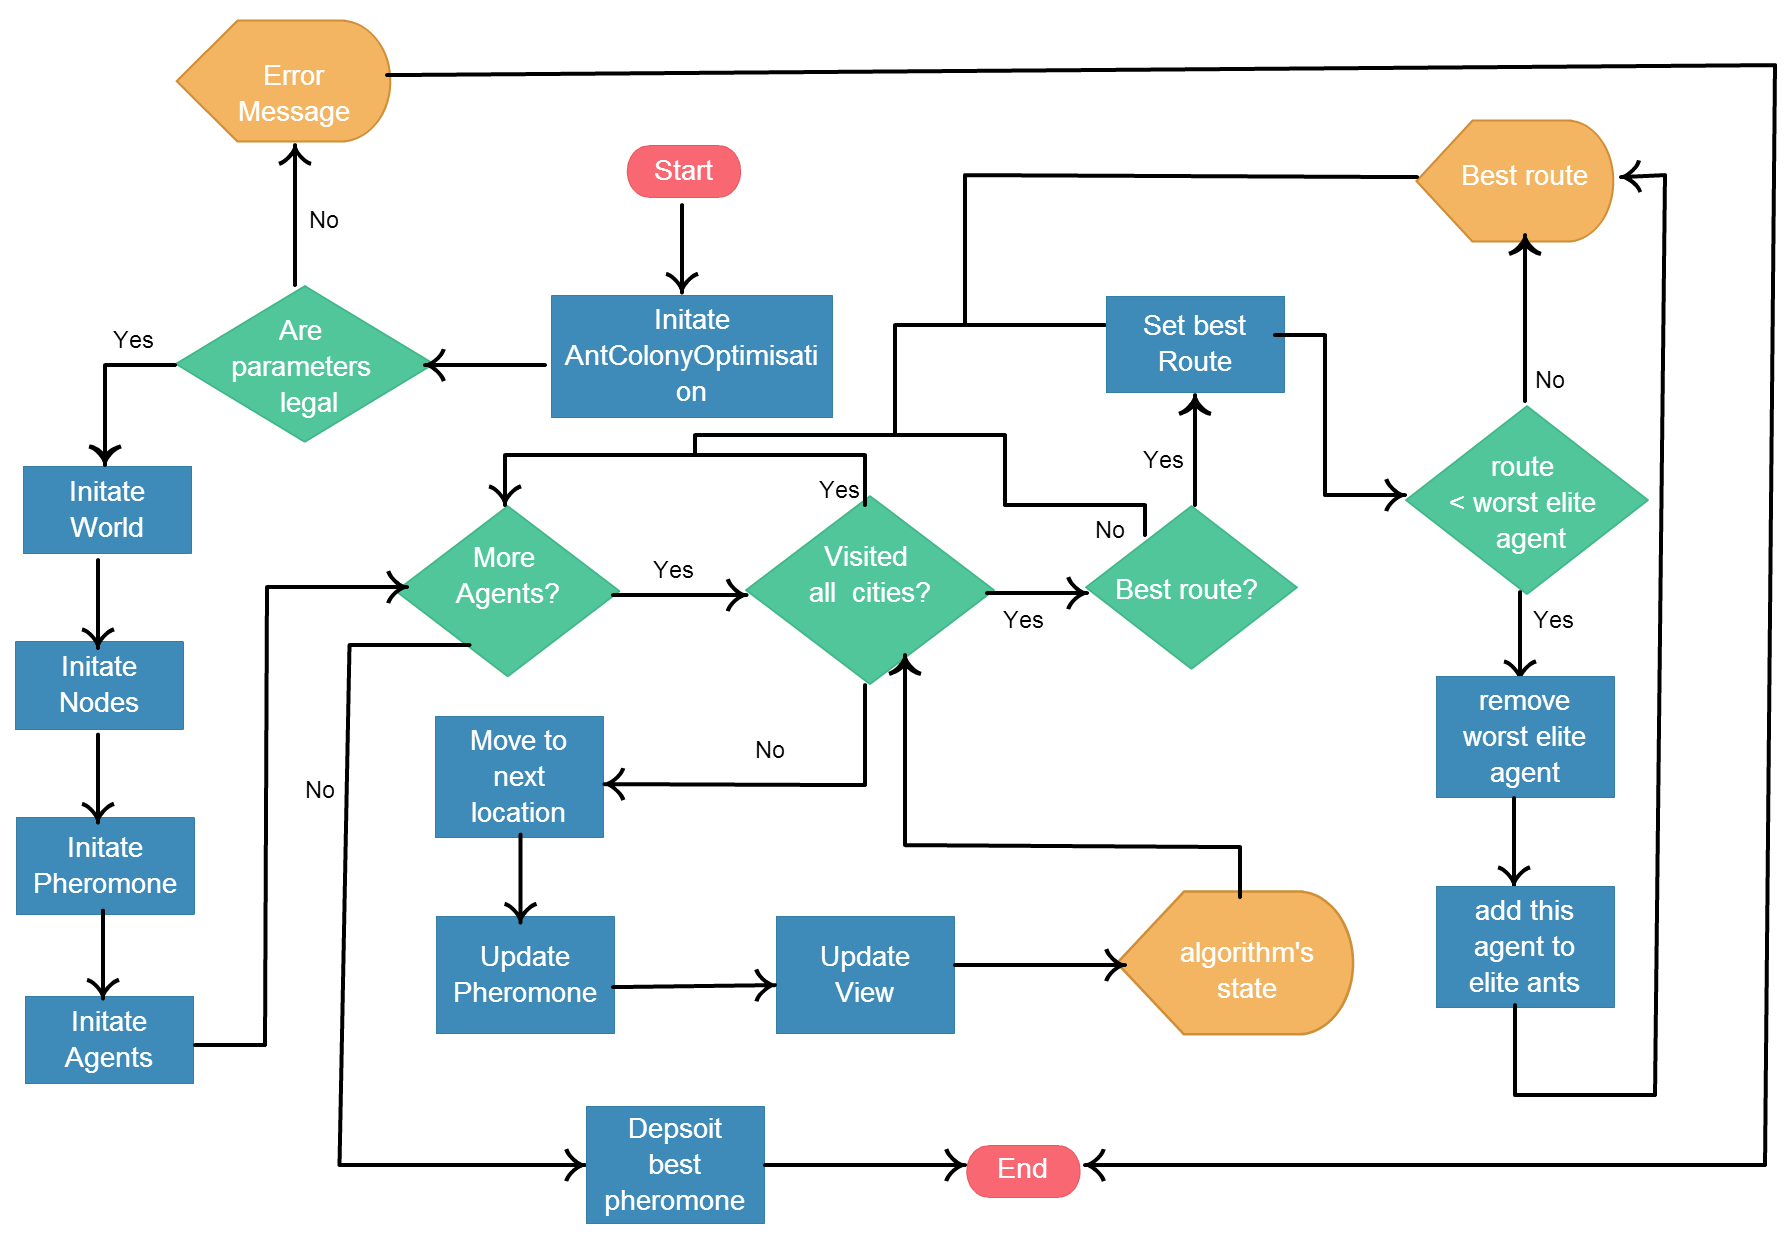 Error
Message
Start
Best route
No
Initate
AntColonyOptimisati
on
Are
parameters
legal
Yes
Set best
Route
No
Initate
World
Yes
Yes
route
< worst elite
agent
More
Agents?
Yes
Visited
all  cities?
No
Best route?
Yes
Yes
Initate
Nodes
remove
worst elite
agent
Move to
next
location
No
No
Initate
Pheromone
add this
agent to
elite ants
Update
Pheromone
Update
View
algorithm's
state
Initate
Agents
Depsoit
best
pheromone
End